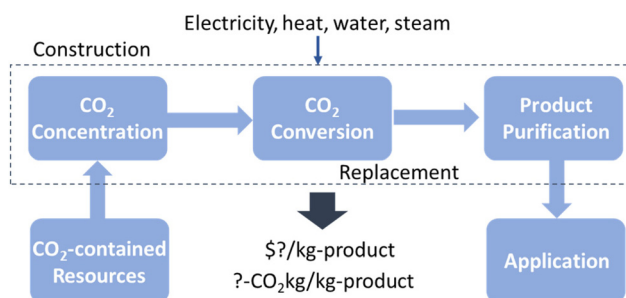 Electricity, heat, water, steam
Construction
CO₂
Concentration
CO₂
Conversion
Product
Purification
Replacement
CO₂-contained
Resources
$?/kg-product
?-CO₂kg/kg-product
Application